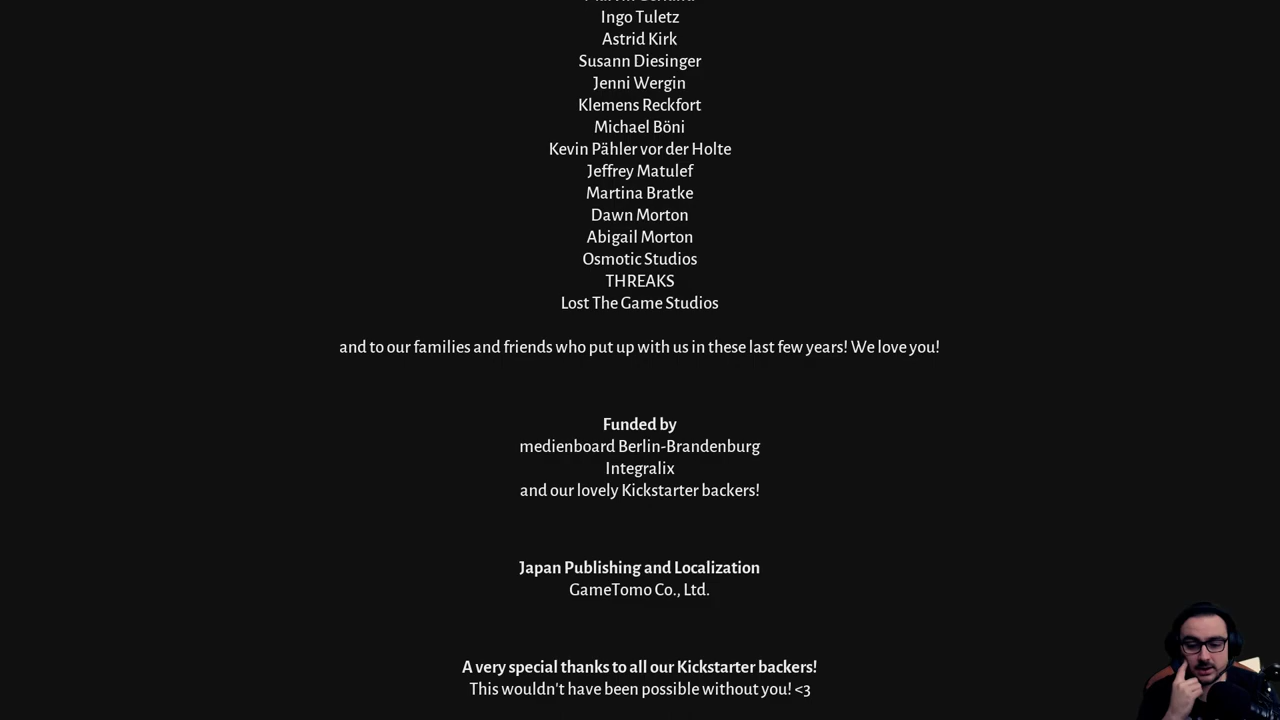 Ingo Tuletz
Astrid Kirk
Susann Diesinger
Jenni Wergin
Klemens Reckfort
Michael Böni
Kevin Pähler vor der Holte
Jeffrey Matulef
Martina Bratke
Dawn Morton
Abigail Morton
Osmotic Studios
THREAKS
Lost The Game Studios
and to our families and friends who put up with us in these last few years! We love you!
Funded by
medienboard Berlin-Brandenburg
Integralix
and our lovely Kickstarter backers!
Japan Publishing and Localization
GameTomo Co., Ltd.
A very special thanks to all our Kickstarter backers!
This wouldn't have been possible without you! <3